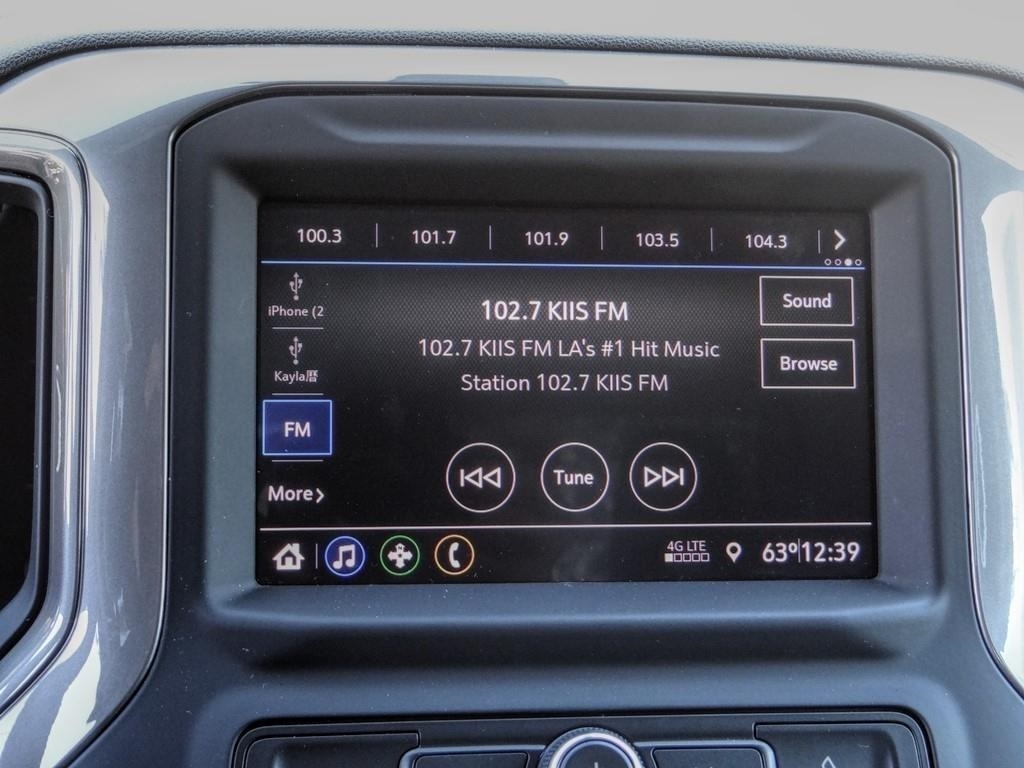 100.3 101.7 101.9 103.5 104.3
iPhone (2
102.7 KIIS FM
Sound
102.7 KIIS FM LA's #1 Hit Music
Station 102.7 KIIS FM
Kayla
Browse
FM
Tune
More
4G LTE
63º 12:39